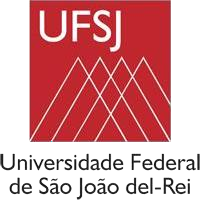 UFSJ
Universidade Federal
de São João del-Rei